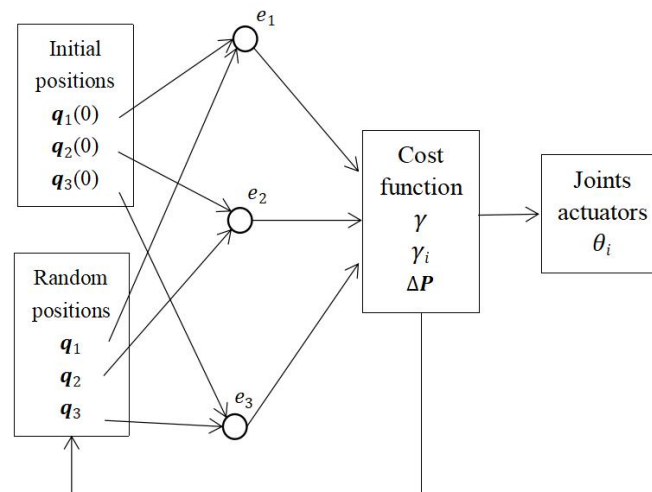 Initial
positions
q₁(0)
q₂(0)
q₃(0)
Random
positions
q₁
q₂
q₃
e₁
e₂
e₃
Cost
function
γ
γᵢ
ΔP
Joints
actuators
θᵢ